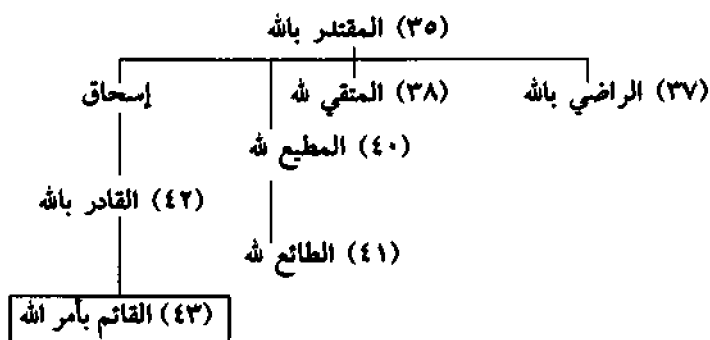 (٣٥) المقتدر بالله
(٣٧) الراضي بالله (٣٨) المتقي لله إسحاق
(٤٠) المطيع لله
(٤٢) القادر بالله
(٤١) الطائع لله
(٤٣) القائم بأمر الله